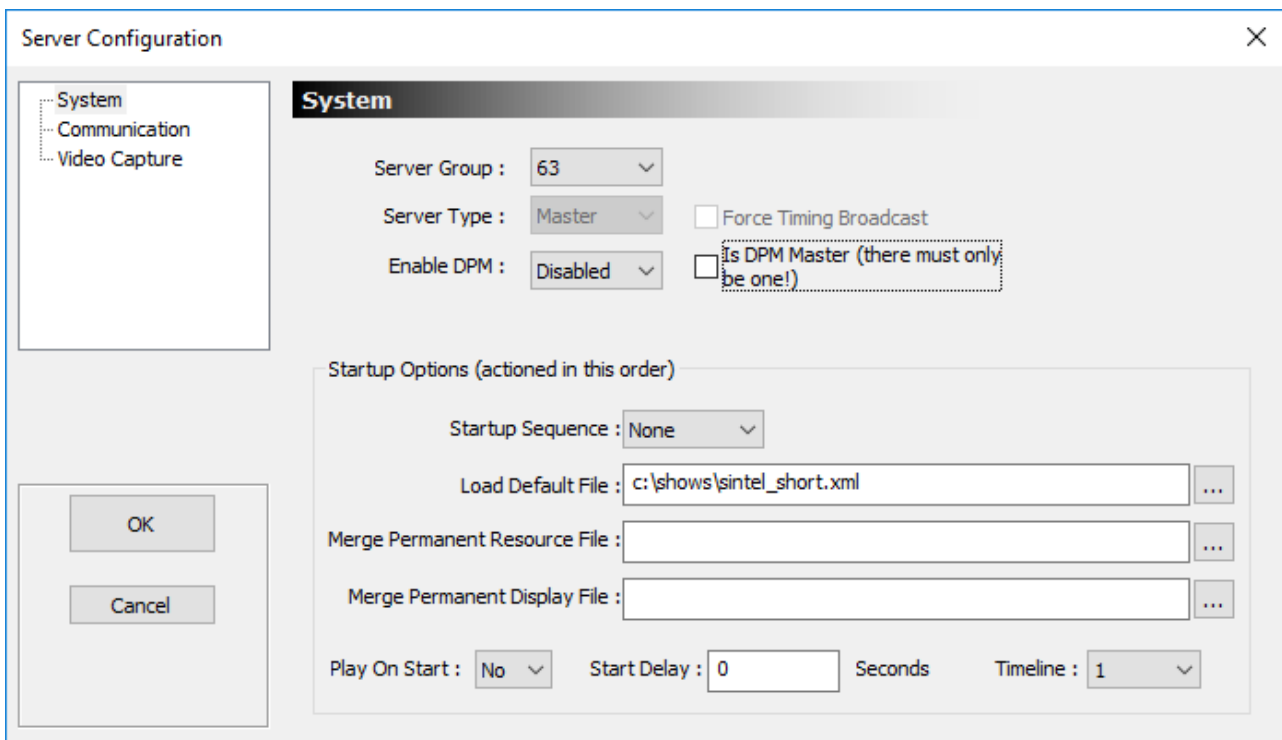 Server Configuration
System
Communication
Video Capture
System
Server Group : 63
Server Type : Master Force Timing Broadcast
Enable DPM : Disabled Is DPM Master (there must only
be one!)
Startup Options (actioned in this order)
Startup Sequence : None
Load Default File : c:\shows\sintel_short.xml ...
Merge Permanent Resource File : ...
Merge Permanent Display File : ...
Play On Start : No Start Delay : 0 Seconds Timeline : 1
OK
Cancel